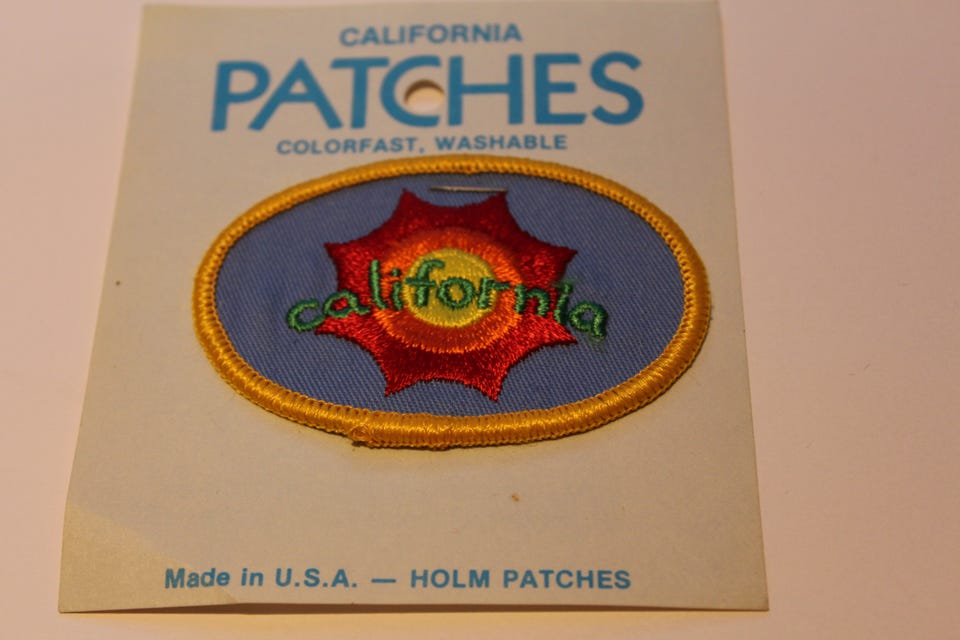 CALIFORNIA
PATCHES
COLORFAST, WASHABLE
california
Made in U.S.A. — HOLM PATCHES